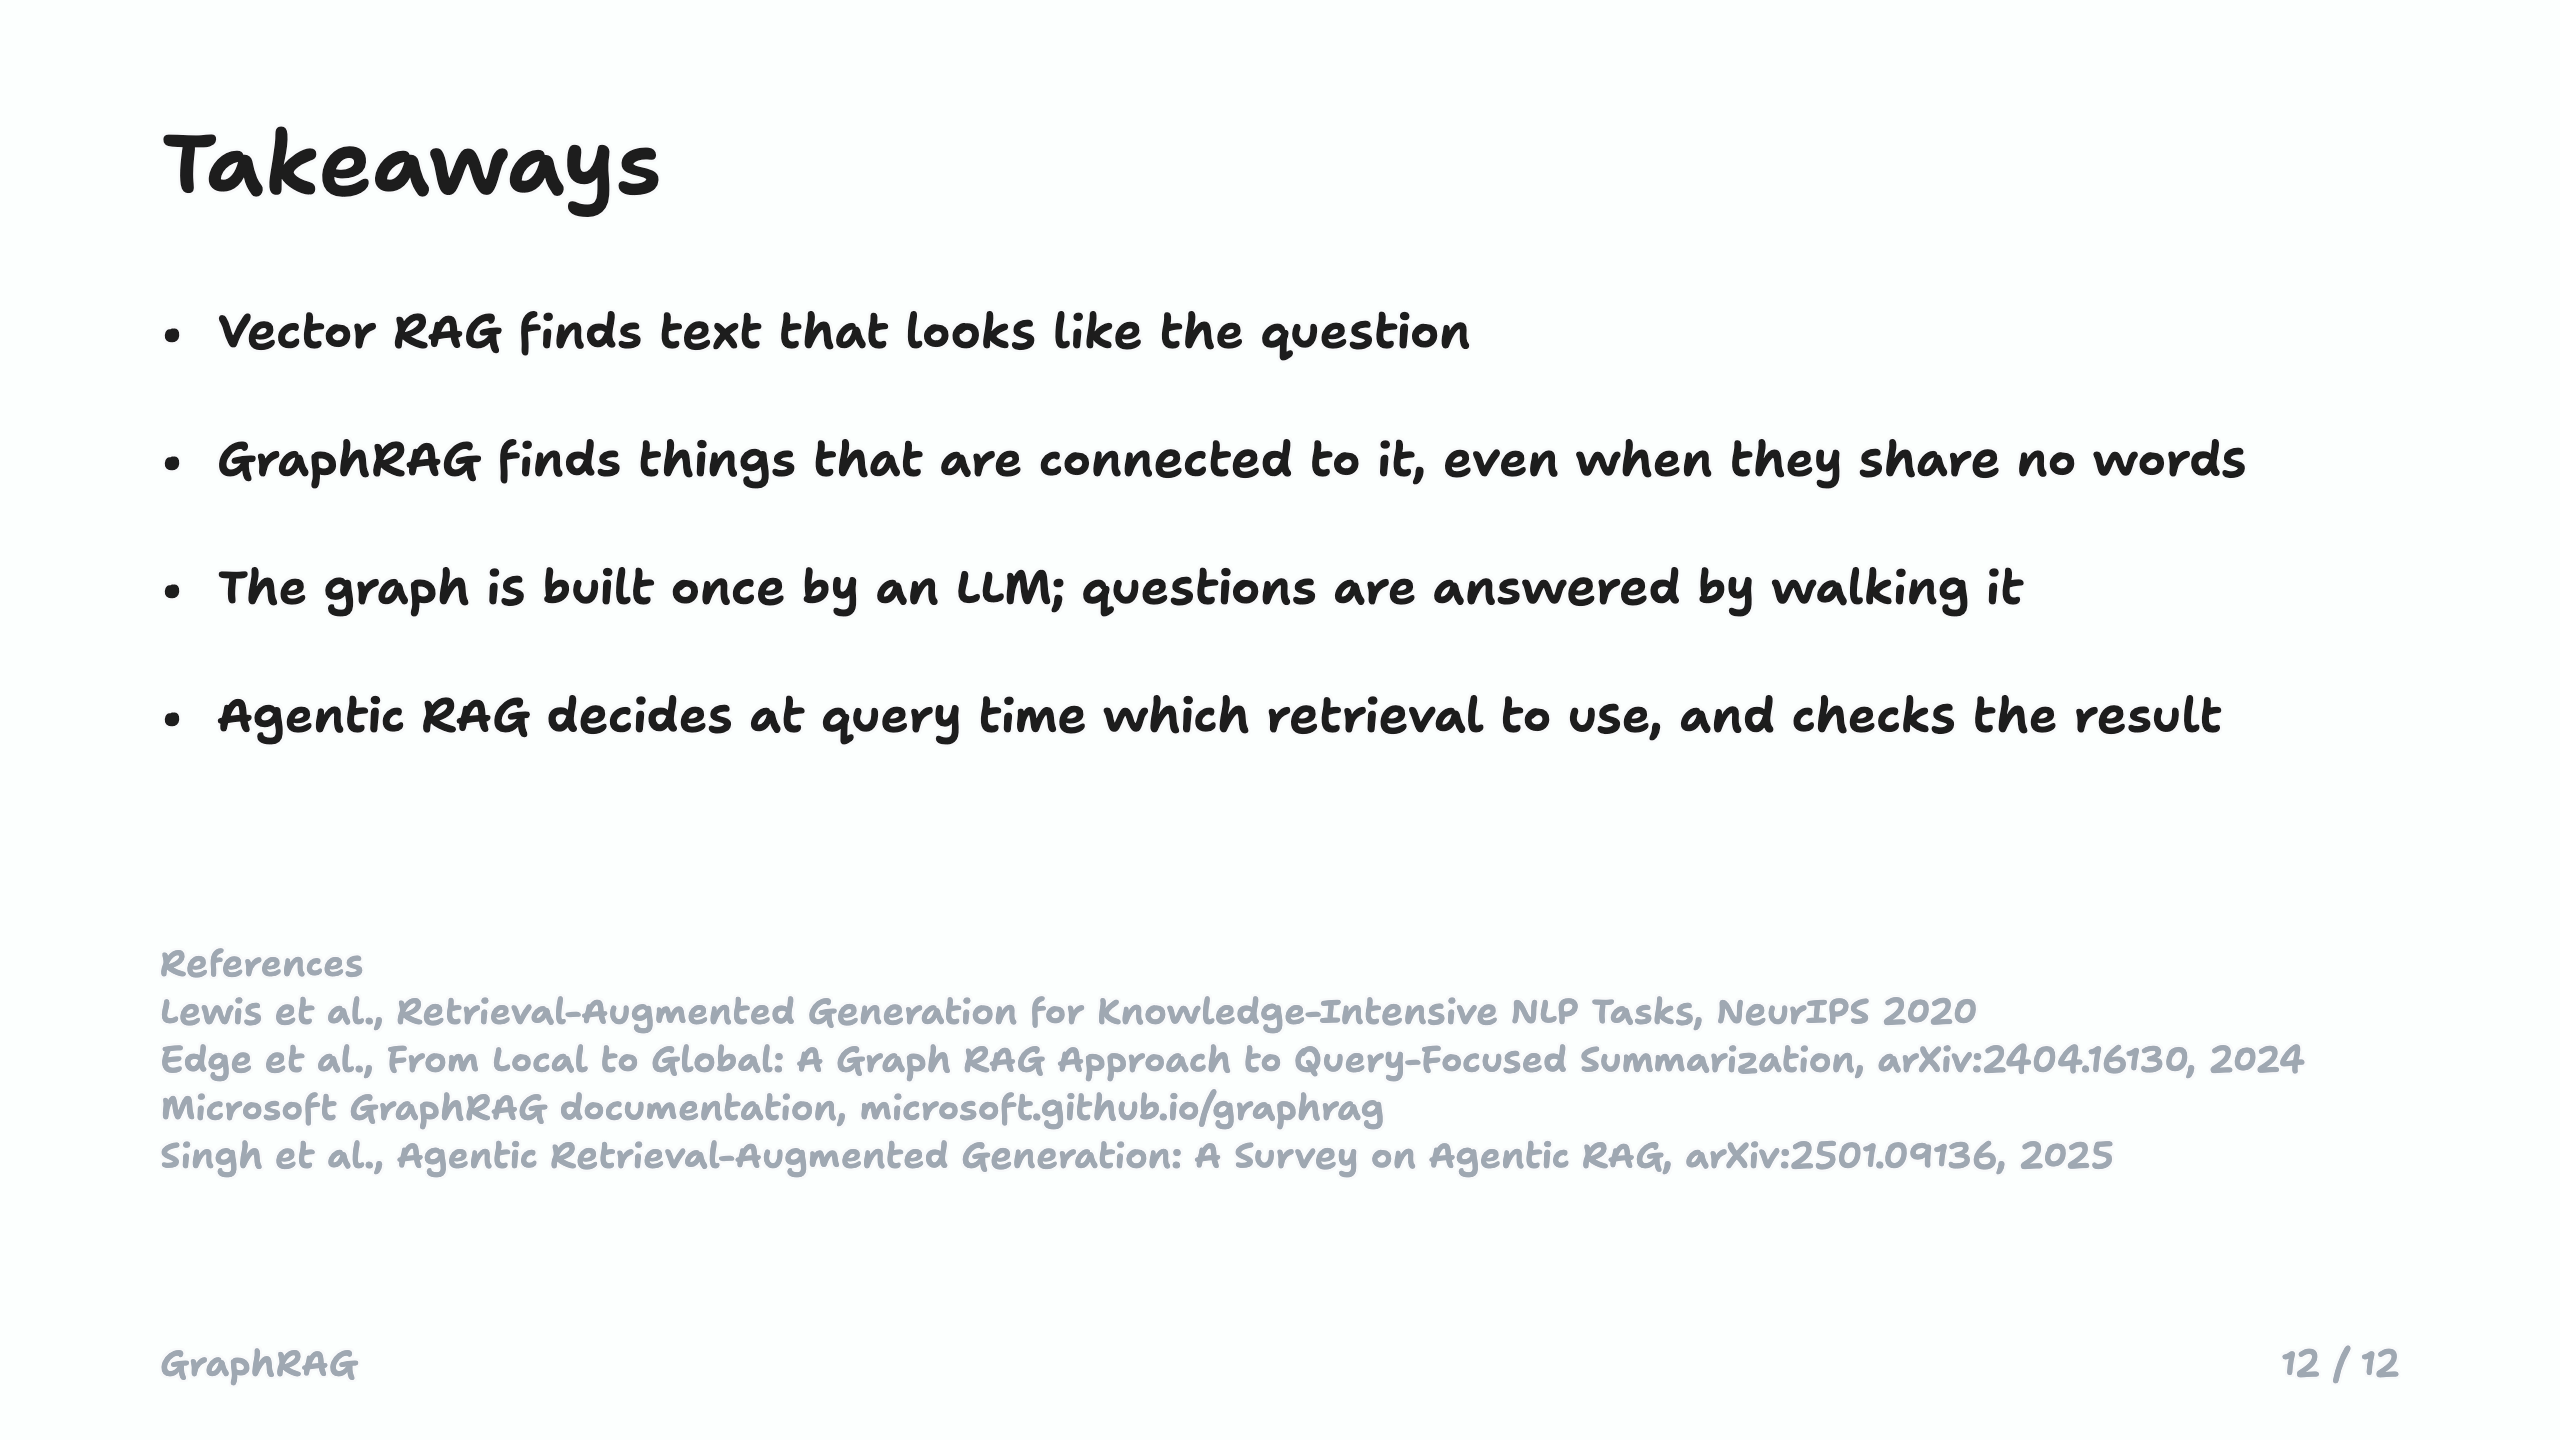 Takeaways
• Vector RAG finds text that looks like the question
• GraphRAG finds things that are connected to it, even when they share no words
• The graph is built once by an LLM; questions are answered by walking it
• Agentic RAG decides at query time which retrieval to use, and checks the result
References
Lewis et al., Retrieval-Augmented Generation for Knowledge-Intensive NLP Tasks, NeurIPS 2020
Edge et al., From Local to Global: A Graph RAG Approach to Query-Focused Summarization, arXiv:2404.16130, 2024
Microsoft GraphRAG documentation, microsoft.github.io/graphrag
Singh et al., Agentic Retrieval-Augmented Generation: A Survey on Agentic RAG, arXiv:2501.09136, 2025
GraphRAG
12 / 12